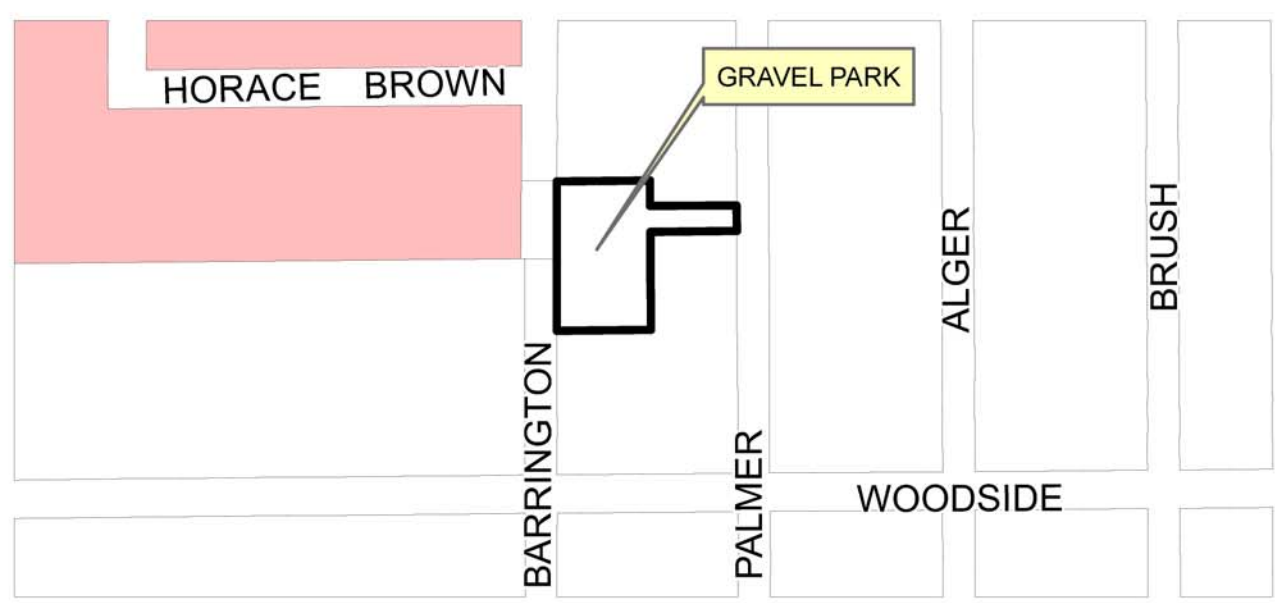 GRAVEL PARK
HORACE BROWN
BARRINGTON
PALMER
ALGER
BRUSH
WOODSIDE